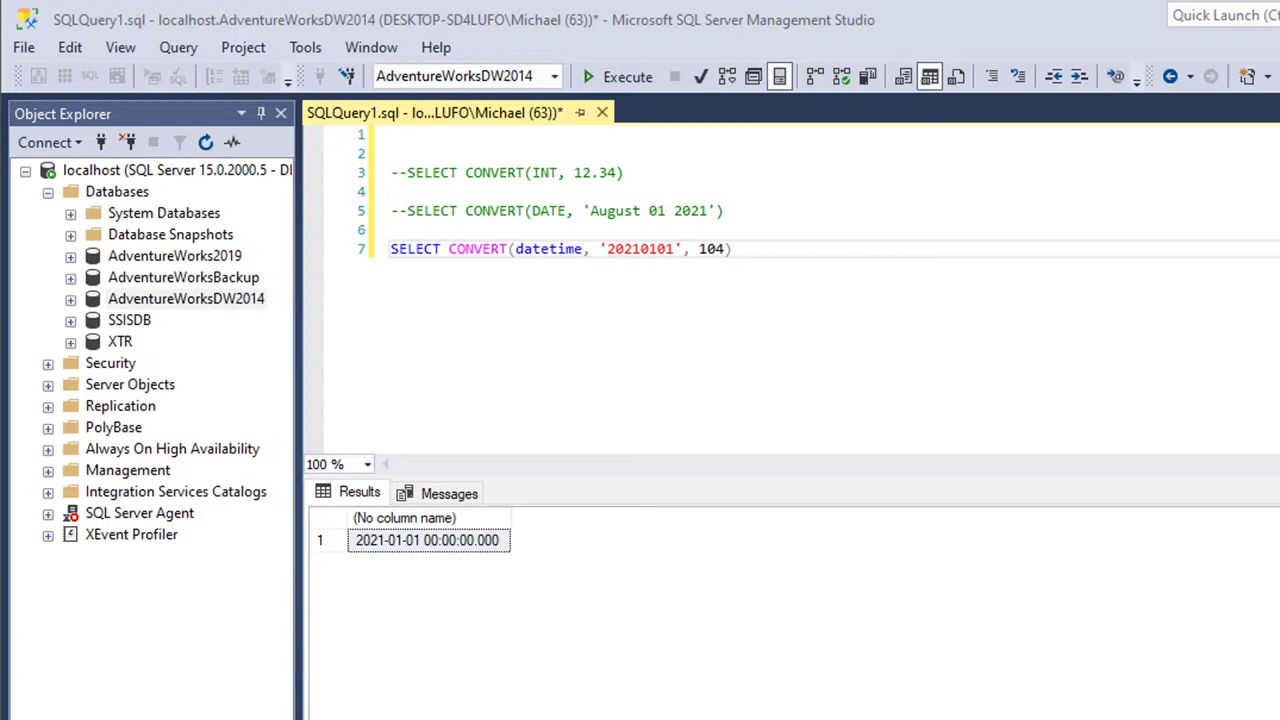 SQLQuery1.sql - localhost.AdventureWorksDW2014 (DESKTOP-SD4LUFO\Michael (63))* - Microsoft SQL Server Management Studio
Quick Launch (Ct
File Edit View Query Project Tools Window Help
SQL
AdventureWorksDW2014
Execute
Object Explorer
SQLQuery1.sql - lo...LUFO\Michael (63))*
Connect
localhost (SQL Server 15.0.2000.5 - DI
Databases
System Databases
Database Snapshots
AdventureWorks2019
AdventureWorksBackup
AdventureWorksDW2014
SSISDB
XTR
Security
Server Objects
Replication
PolyBase
Always On High Availability
Management
Integration Services Catalogs
SQL Server Agent
XEvent Profiler
1
2
3 --SELECT CONVERT(INT, 12.34)
4
5 --SELECT CONVERT(DATE, 'August 01 2021')
6
7 SELECT CONVERT(datetime, '20210101', 104)
100 %
Results Messages
(No column name)
1 2021-01-01 00:00:00.000